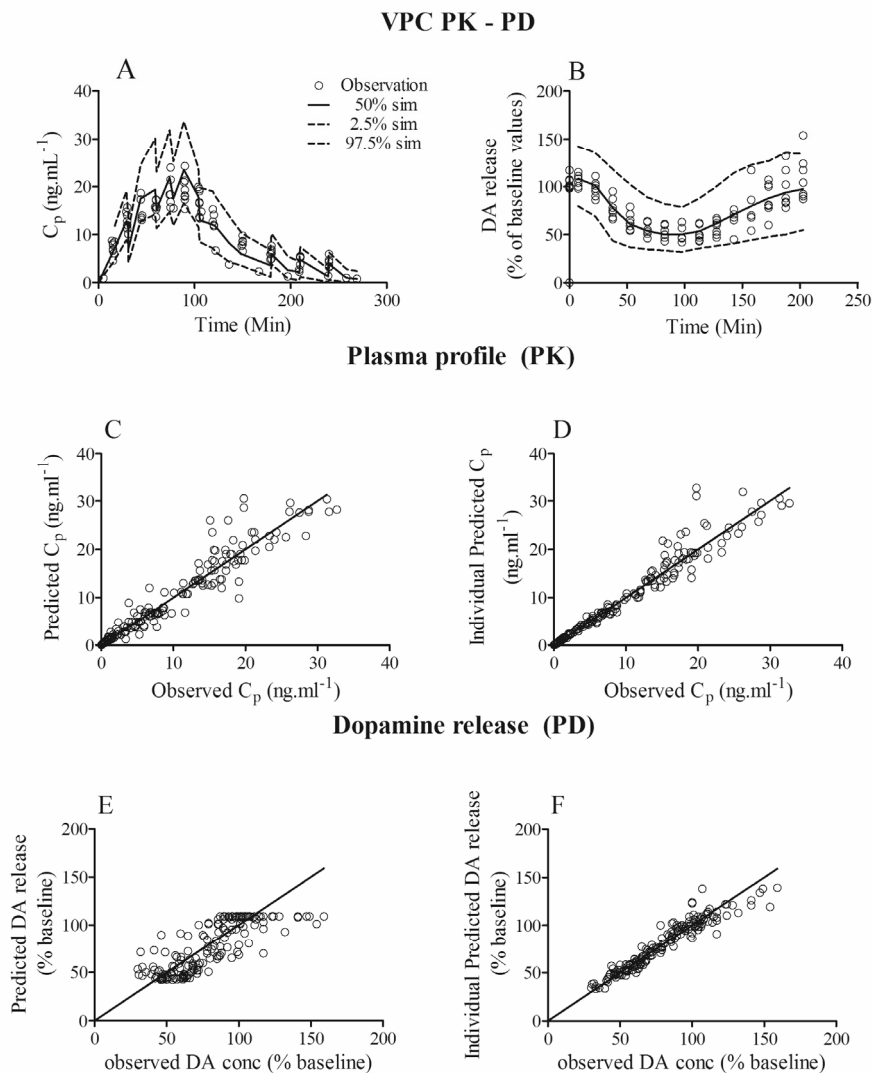 VPC PK - PD
A
Observation
50% sim
2.5% sim
97.5% sim
40
30
20
10
0
0 100 200 300
Cp (ng.mL-1)
Time (Min)
B
200
150
100
50
0
0 50 100 150 200 250
DA release
(% of baseline values)
Time (Min)
Plasma profile (PK)
C
40
30
20
10
0
0 10 20 30 40
Predicted Cp (ng.ml-1)
Observed Cp (ng.ml-1)
D
40
30
20
10
0
0 10 20 30 40
Individual Predicted Cp
(ng.ml-1)
Observed Cp (ng.ml-1)
Dopamine release (PD)
E
200
150
100
50
0
0 50 100 150 200
Predicted DA release
(% baseline)
observed DA conc (% baseline)
F
200
150
100
50
0
0 50 100 150 200
Individual Predicted DA release
(% baseline)
observed DA conc (% baseline)